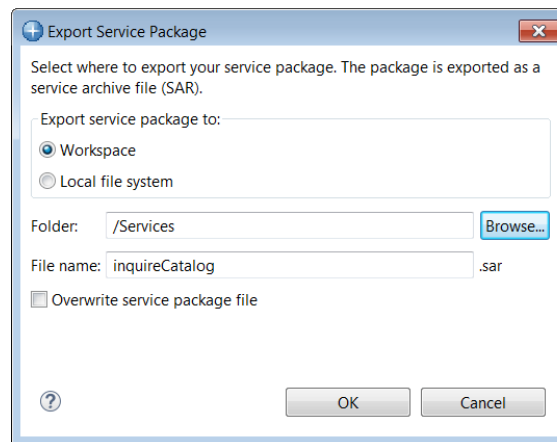 Export Service Package
Select where to export your service package. The package is exported as a
service archive file (SAR).
Export service package to:
Workspace
Local file system
Folder: /Services Browse...
File name: inquireCatalog .sar
Overwrite service package file
? OK Cancel